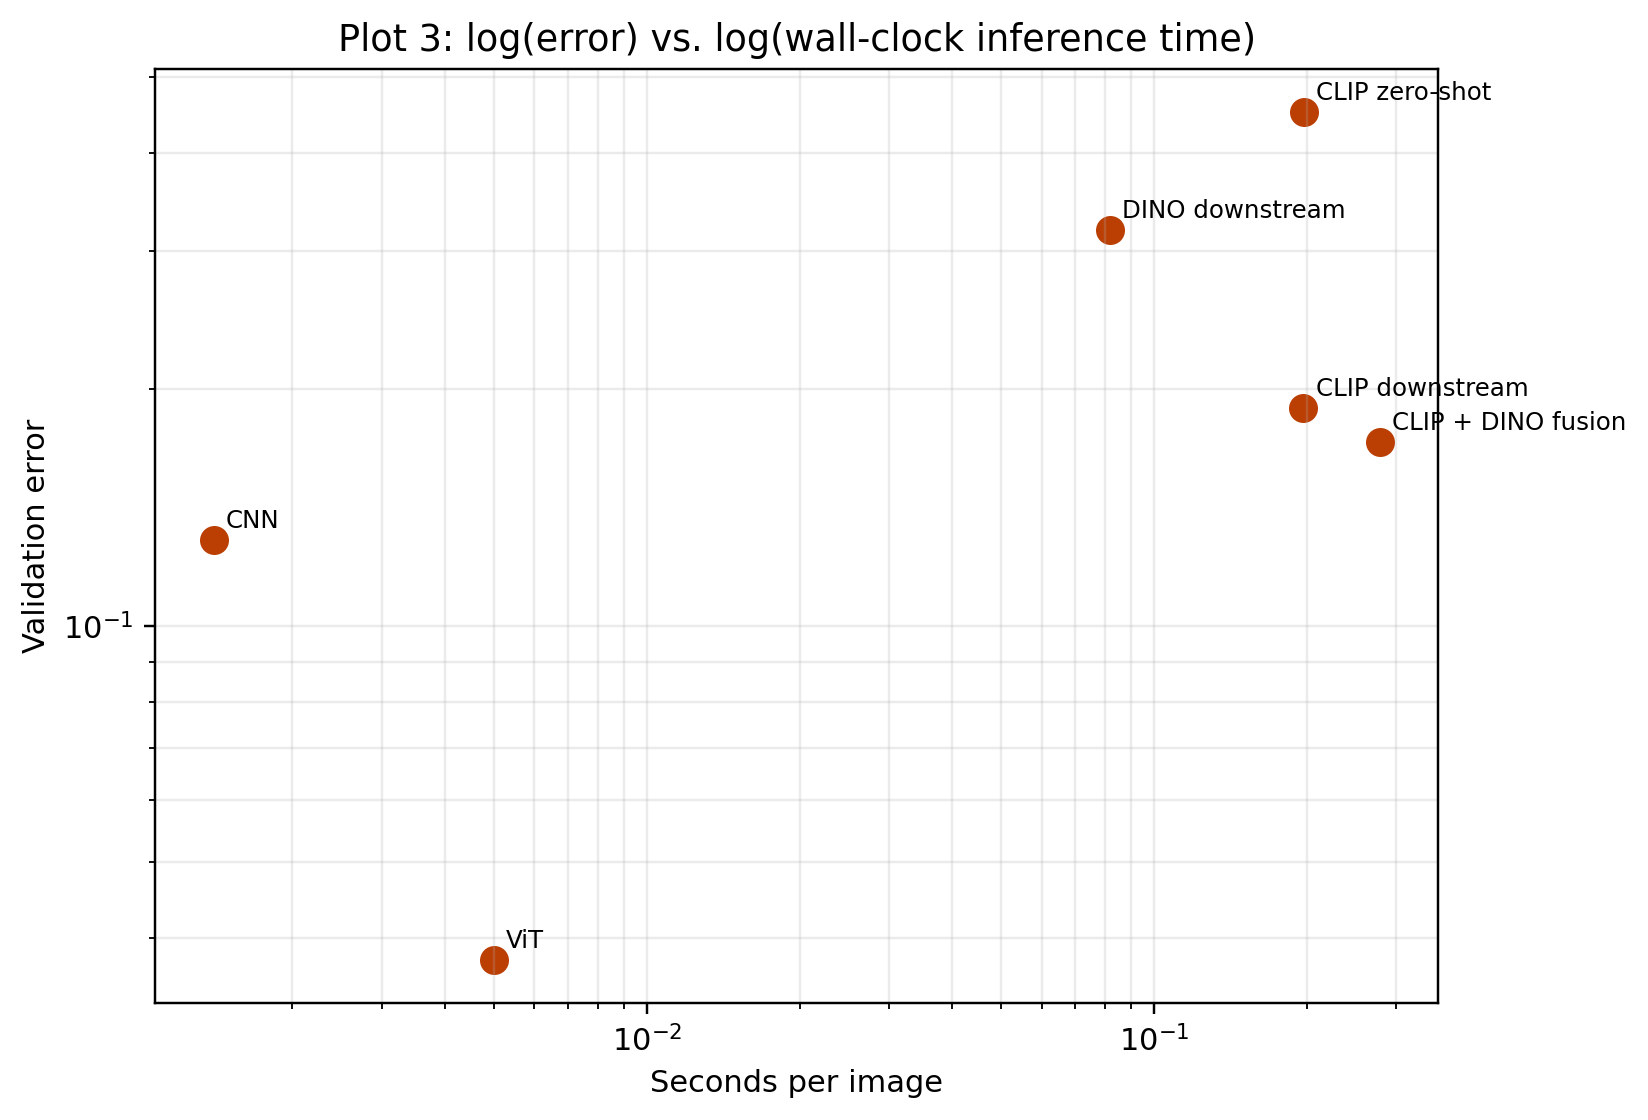 Plot 3: log(error) vs. log(wall-clock inference time)
CLIP zero-shot
DINO downstream
CLIP downstream
CLIP + DINO fusion
CNN
ViT
Validation error
10⁻¹
10⁻² 10⁻¹
Seconds per image